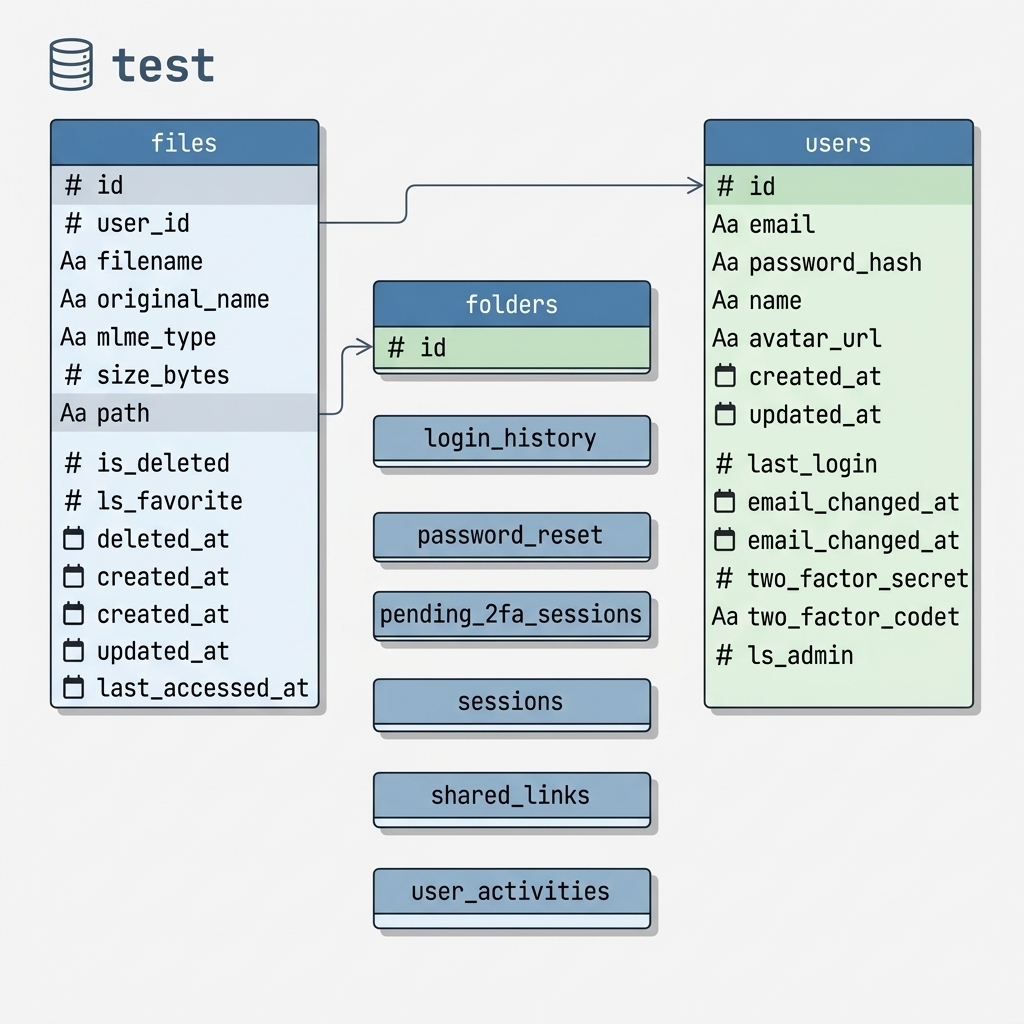 test
files
# id
# user_id
Aa filename
Aa original_name
Aa mlme_type
# size_bytes
Aa path
# is_deleted
# ls_favorite
deleted_at
created_at
created_at
updated_at
last_accessed_at
folders
# id
login_history
password_reset
pending_2fa_sessions
sessions
shared_links
user_activities
users
# id
Aa email
Aa password_hash
Aa name
Aa avatar_url
created_at
updated_at
# last_login
email_changed_at
email_changed_at
# two_factor_secret
Aa two_factor_codet
# ls_admin